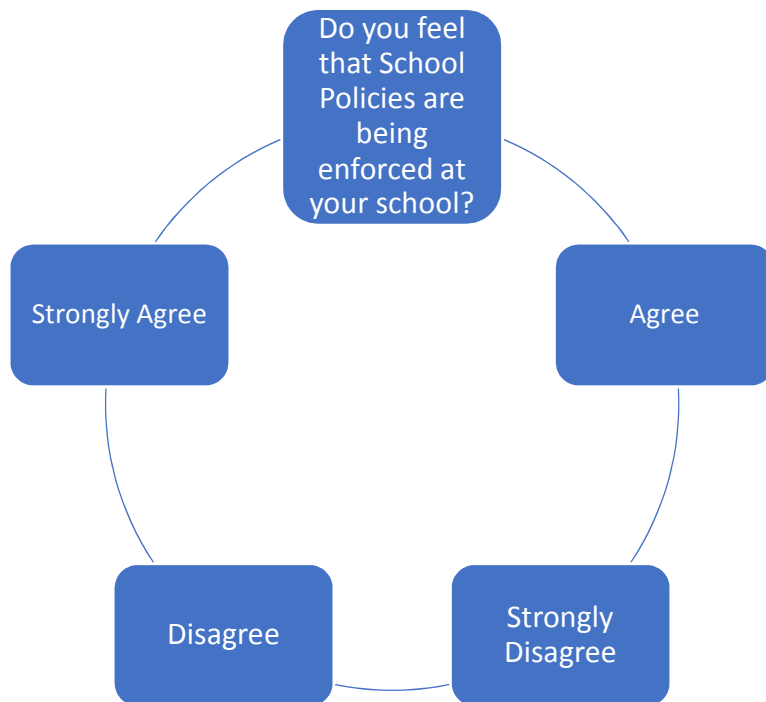 Do you feel
that School
Policies are
being
enforced at
your school?
Strongly Agree
Agree
Disagree
Strongly
Disagree